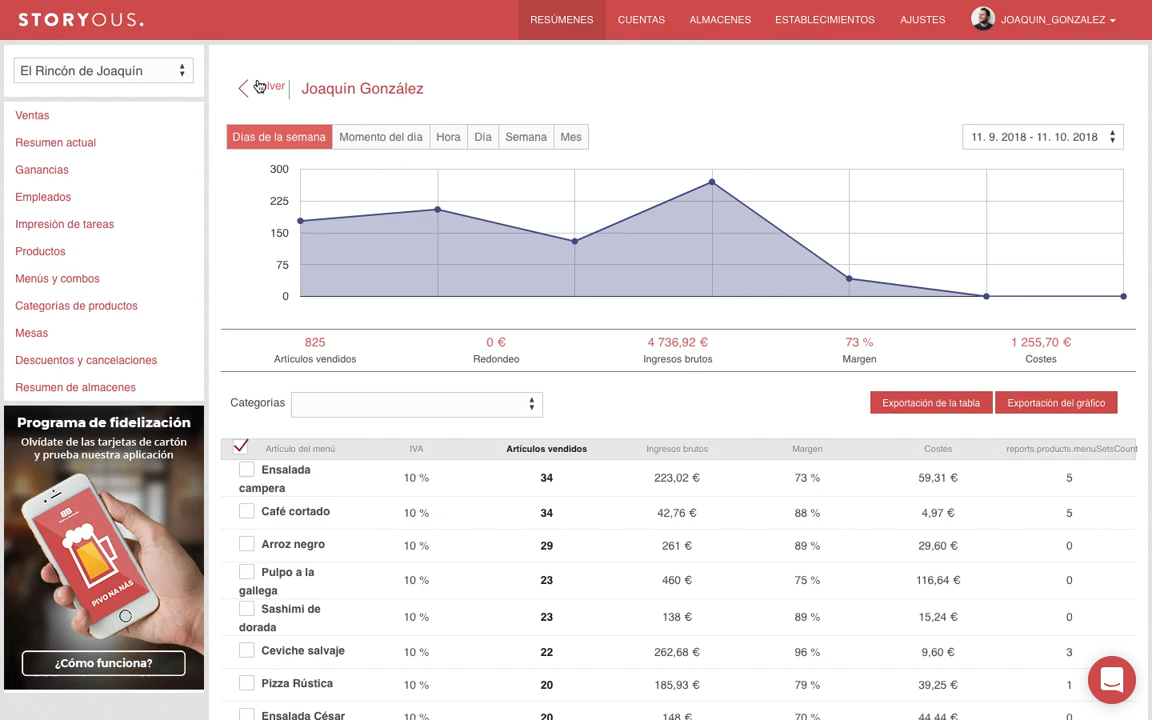 STORYOUS.
RESÚMENES
CUENTAS
ALMACENES
ESTABLECIMIENTOS
AJUSTES
JOAQUIN_GONZALEZ
El Rincón de Joaquín
Ventas
Resumen actual
Ganancias
Empleados
Impresión de tareas
Productos
Menús y combos
Categorías de productos
Mesas
Descuentos y cancelaciones
Resumen de almacenes
Programa de fidelización
Olvídate de las tarjetas de cartón
y prueba nuestra aplicación
PIVO NA NÁS
¿Cómo funciona?
Joaquín González
Días de la semana
Momento del día
Hora
Dia
Semana
Mes
11. 9. 2018 - 11. 10. 2018
300
225
150
75
0
825
Artículos vendidos
0 €
Redondeo
4 736,92 €
Ingresos brutos
73 %
Margen
1 255,70 €
Costes
Categorías
Exportación de la tabla
Exportación del gráfico
Artículo del menú IVA Artículos vendidos Ingresos brutos Margen Costes reports.products.menuSetsCount
Ensalada
campera
10 % 34 223,02 € 73 % 59,31 € 5
Café cortado 10 % 34 42,76 € 88 % 4,97 € 5
Arroz negro 10 % 29 261 € 89 % 29,60 € 0
Pulpo a la
gallega
10 % 23 460 € 75 % 116,64 € 0
Sashimi de
dorada
10 % 23 138 € 89 % 15,24 € 0
Ceviche salvaje 10 % 22 262,68 € 96 % 9,60 € 3
Pizza Rústica 10 % 20 185,93 € 79 % 39,25 € 1
Ensalada César 10 % 20 148 € 70 % 44,44 € 0